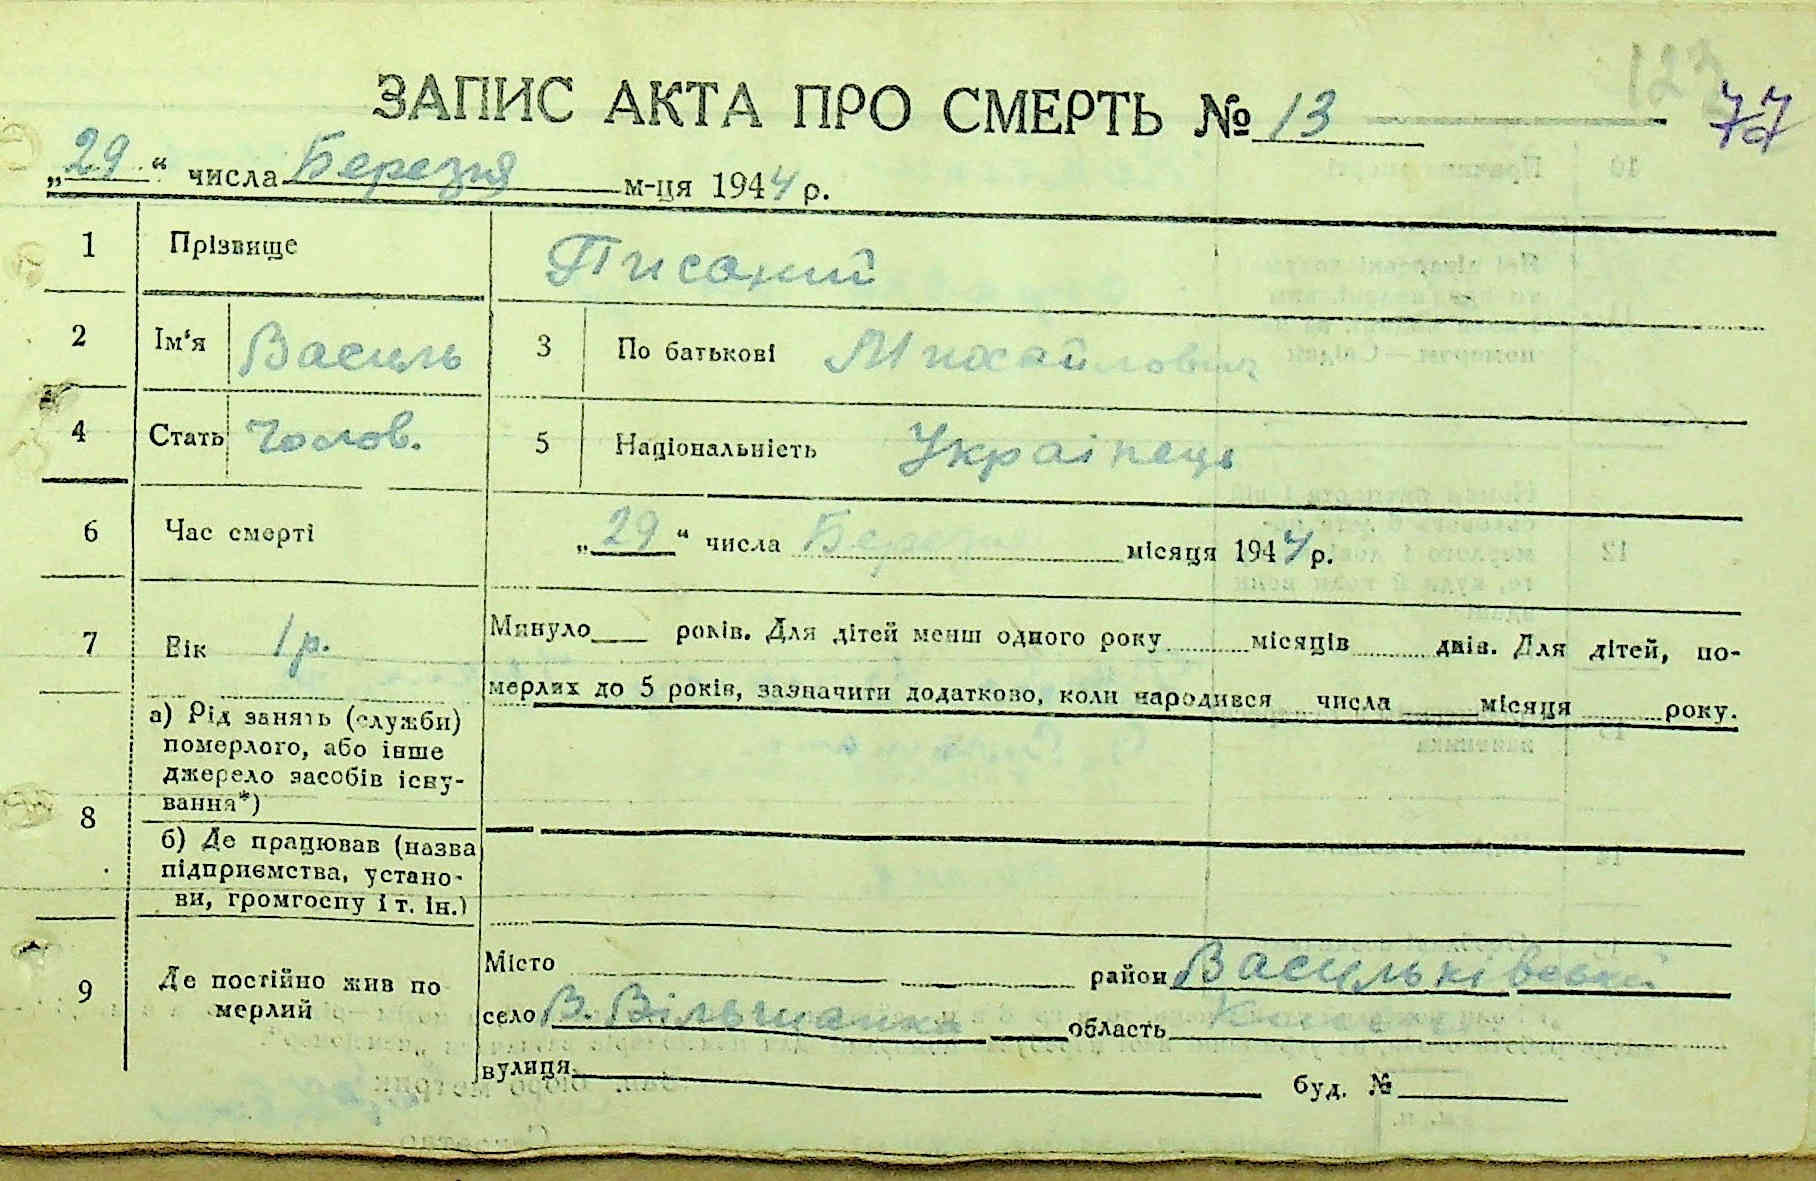 127
ЗАПИС АКТА ПРО СМЕРТЬ № 13
77
„29“ числа Березня м-ця 1944 р.
1 Прізвище Писаний
2 Ім'я Василь 3 По батькові Михайлович
4 Стать Чолов. 5 Національність Українець
6 Час смерті „29“ числа Березня місяця 1944 р.
7 Вік 1 р. Минуло років. Для дітей менш одного року місяців днів. Для дітей, по-
мерлих до 5 років, зазначити додатково, коли народився числа місяця року.
8 а) Рід занять (служби)
померлого, або інше
джерело засобів існу-
вання*)
б) Де працював (назва
підприємства, устано-
ви, громгоспу і т. ін.)
9 Де постійно жив по
мерлий
Місто район Васильківський
село В. Вільшанка область
вулиця буд. №